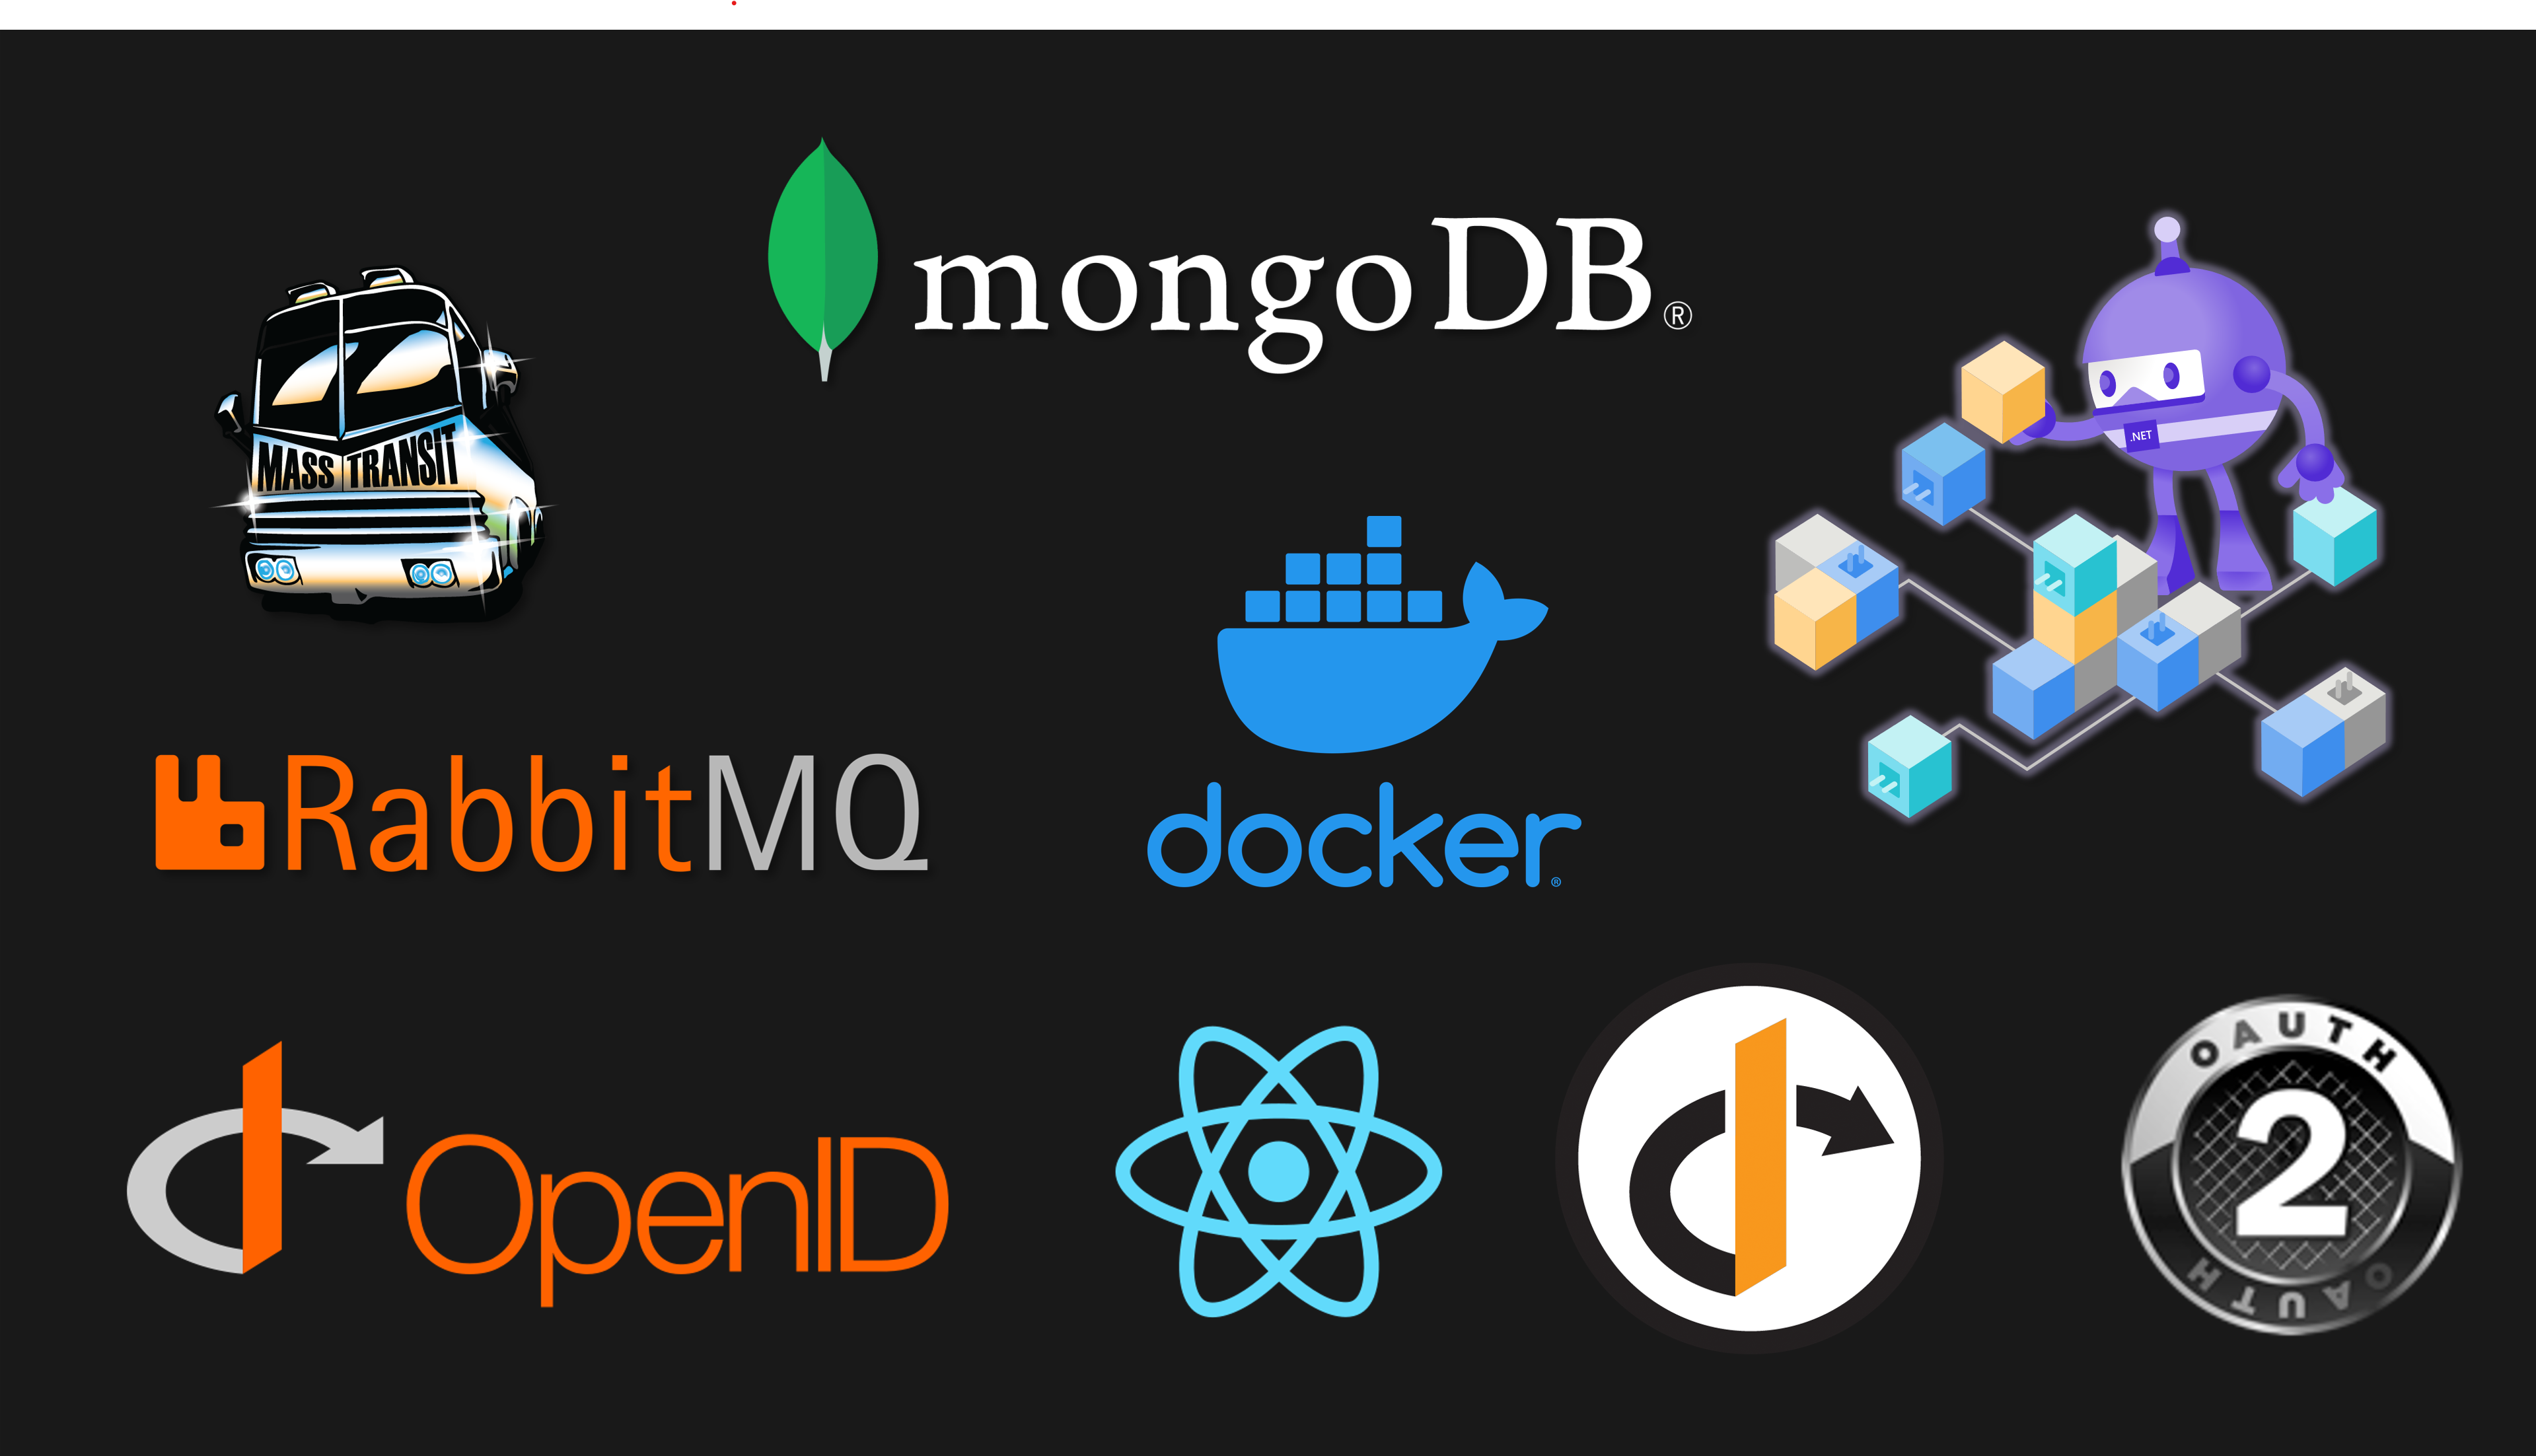 mongoDB®
MASS TRANSIT
.NET
RabbitMQ
docker®
OpenID
OAUTH
2
OAUTH